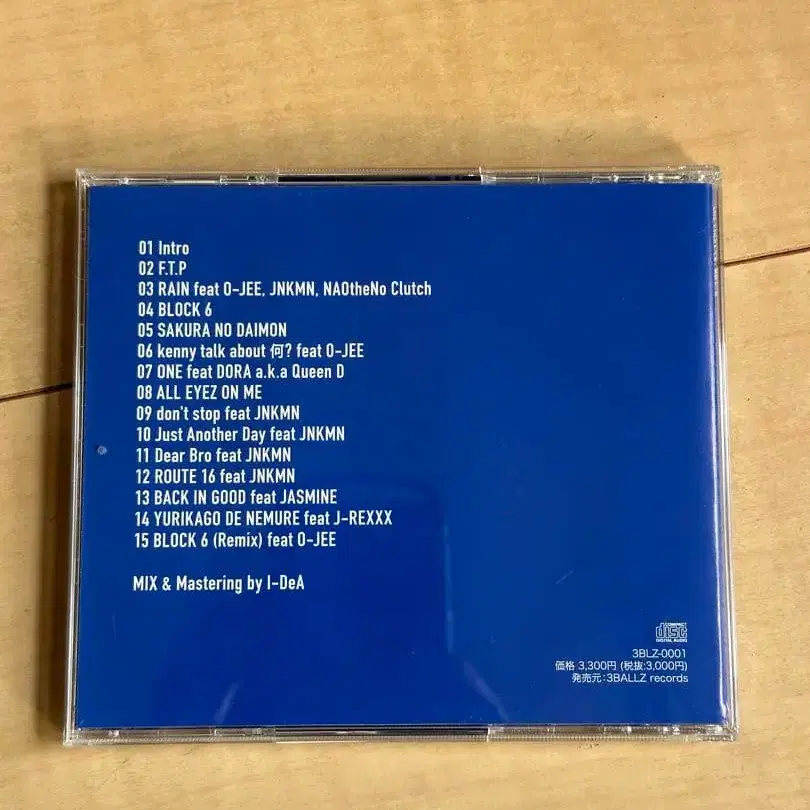 01 Intro
02 F.T.P
03 RAIN feat O-JEE, JNKMN, NAOtheNo Clutch
04 BLOCK 6
05 SAKURA NO DAIMON
06 kenny talk about 何? feat O-JEE
07 ONE feat DORA a.k.a Queen D
08 ALL EYEZ ON ME
09 don't stop feat JNKMN
10 Just Another Day feat JNKMN
11 Dear Bro feat JNKMN
12 ROUTE 16 feat JNKMN
13 BACK IN GOOD feat JASMINE
14 YURIKAGO DE NEMURE feat J-REXXX
15 BLOCK 6 (Remix) feat O-JEE
MIX & Mastering by I-DeA
COMPACT
disc
DIGITAL AUDIO
3BLZ-0001
価格 3,300円 (税抜:3,000円)
発売元:3BALLZ records